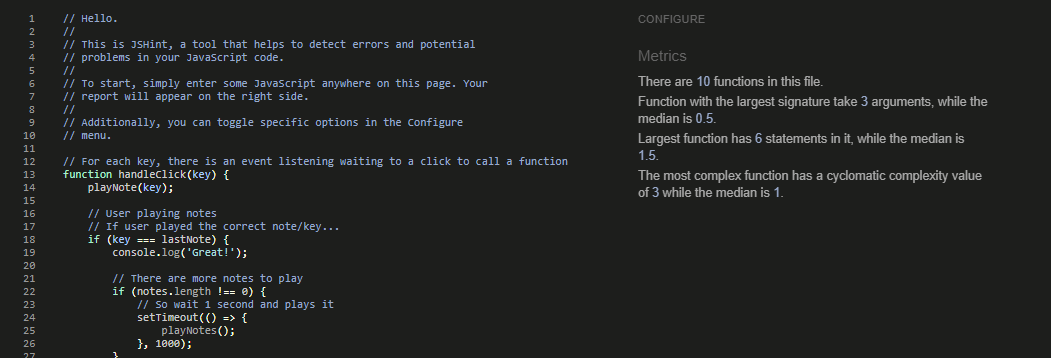 1 // Hello.
2 //
3 // This is JSHint, a tool that helps to detect errors and potential
4 // problems in your JavaScript code.
5 //
6 // To start, simply enter some JavaScript anywhere on this page. Your
7 // report will appear on the right side.
8 //
9 // Additionally, you can toggle specific options in the Configure
10 // menu.
11
12 // For each key, there is an event listening waiting to a click to call a function
13 function handleClick(key) {
14 playNote(key);
15
16 // User playing notes
17 // If user played the correct note/key...
18 if (key === lastNote) {
19 console.log('Great!');
20
21 // There are more notes to play
22 if (notes.length !== 0) {
23 // So wait 1 second and plays it
24 setTimeout(() => {
25 playNotes();
26 }, 1000);
27 }
CONFIGURE
Metrics
There are 10 functions in this file.
Function with the largest signature take 3 arguments, while the
median is 0.5.
Largest function has 6 statements in it, while the median is
1.5.
The most complex function has a cyclomatic complexity value
of 3 while the median is 1.